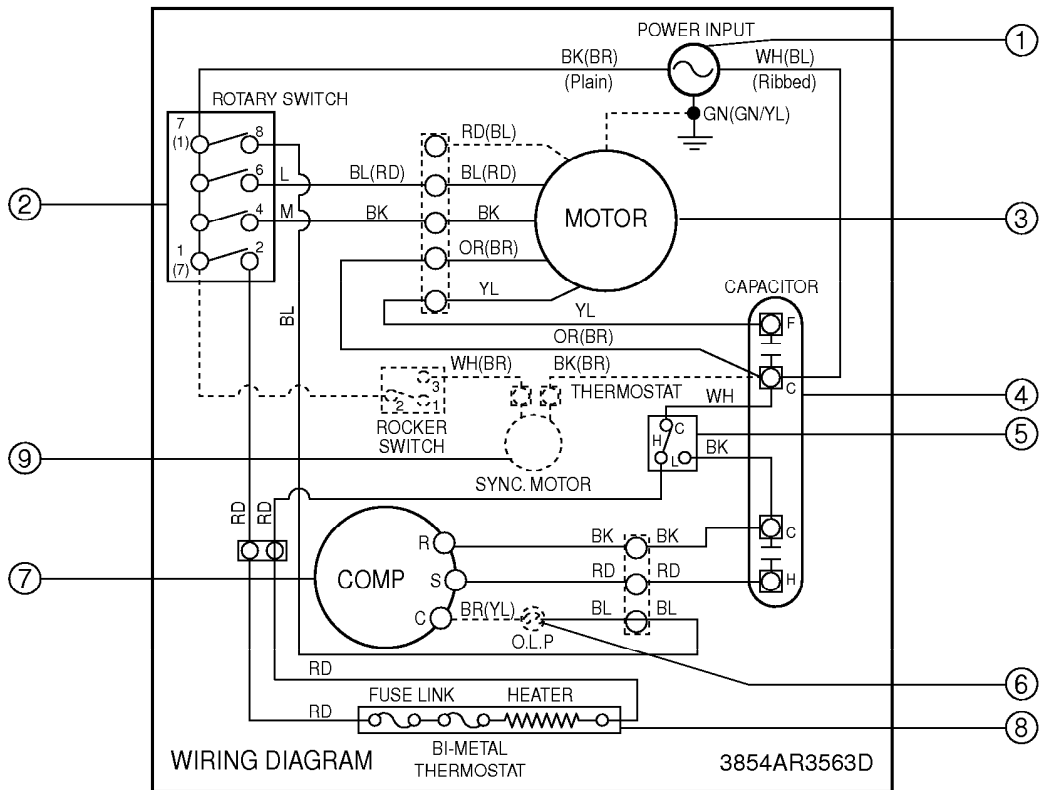 POWER INPUT
1
BK(BR)
WH(BL)
(Plain)
(Ribbed)
ROTARY SWITCH
GN(GN/YL)
7
(1)
8
RD(BL)
6
L
BL(RD)
BL(RD)
2
4
M
BK
BK
MOTOR
3
1
(7)
2
OR(BR)
YL
CAPACITOR
BL
YL
F
OR(BR)
WH(BR)
BK(BR)
3
THERMOSTAT
C
2
1
WH
4
ROCKER
SWITCH
C
H
L
BK
5
9
SYNC. MOTOR
RD
RD
R
BK
BK
C
7
COMP
S
RD
RD
H
C
BR(YL)
BL
BL
O.L.P
RD
6
FUSE LINK
HEATER
RD
8
BI-METAL
THERMOSTAT
WIRING DIAGRAM
3854AR3563D